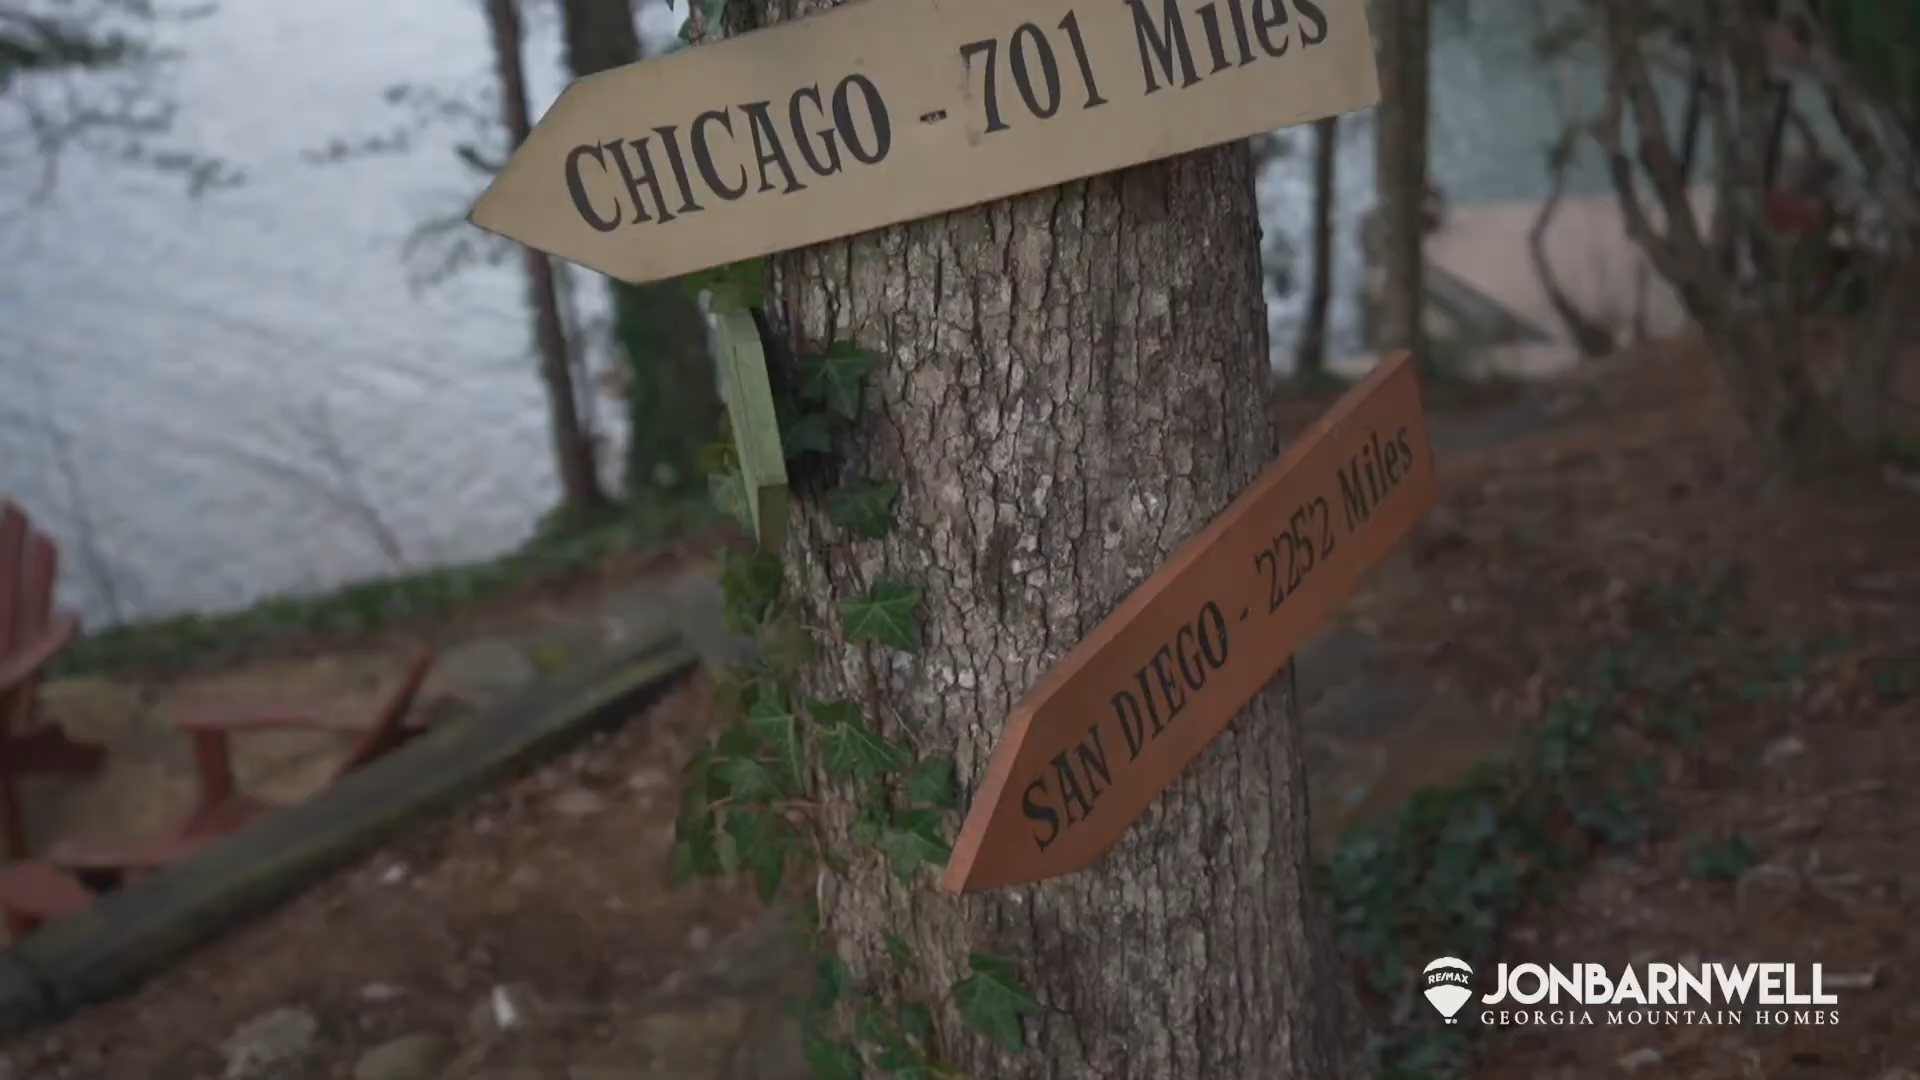 CHICAGO - 701 Miles
SAN DIEGO - 2252 Miles
RE/MAX
JONBARNWELL
GEORGIA MOUNTAIN HOMES